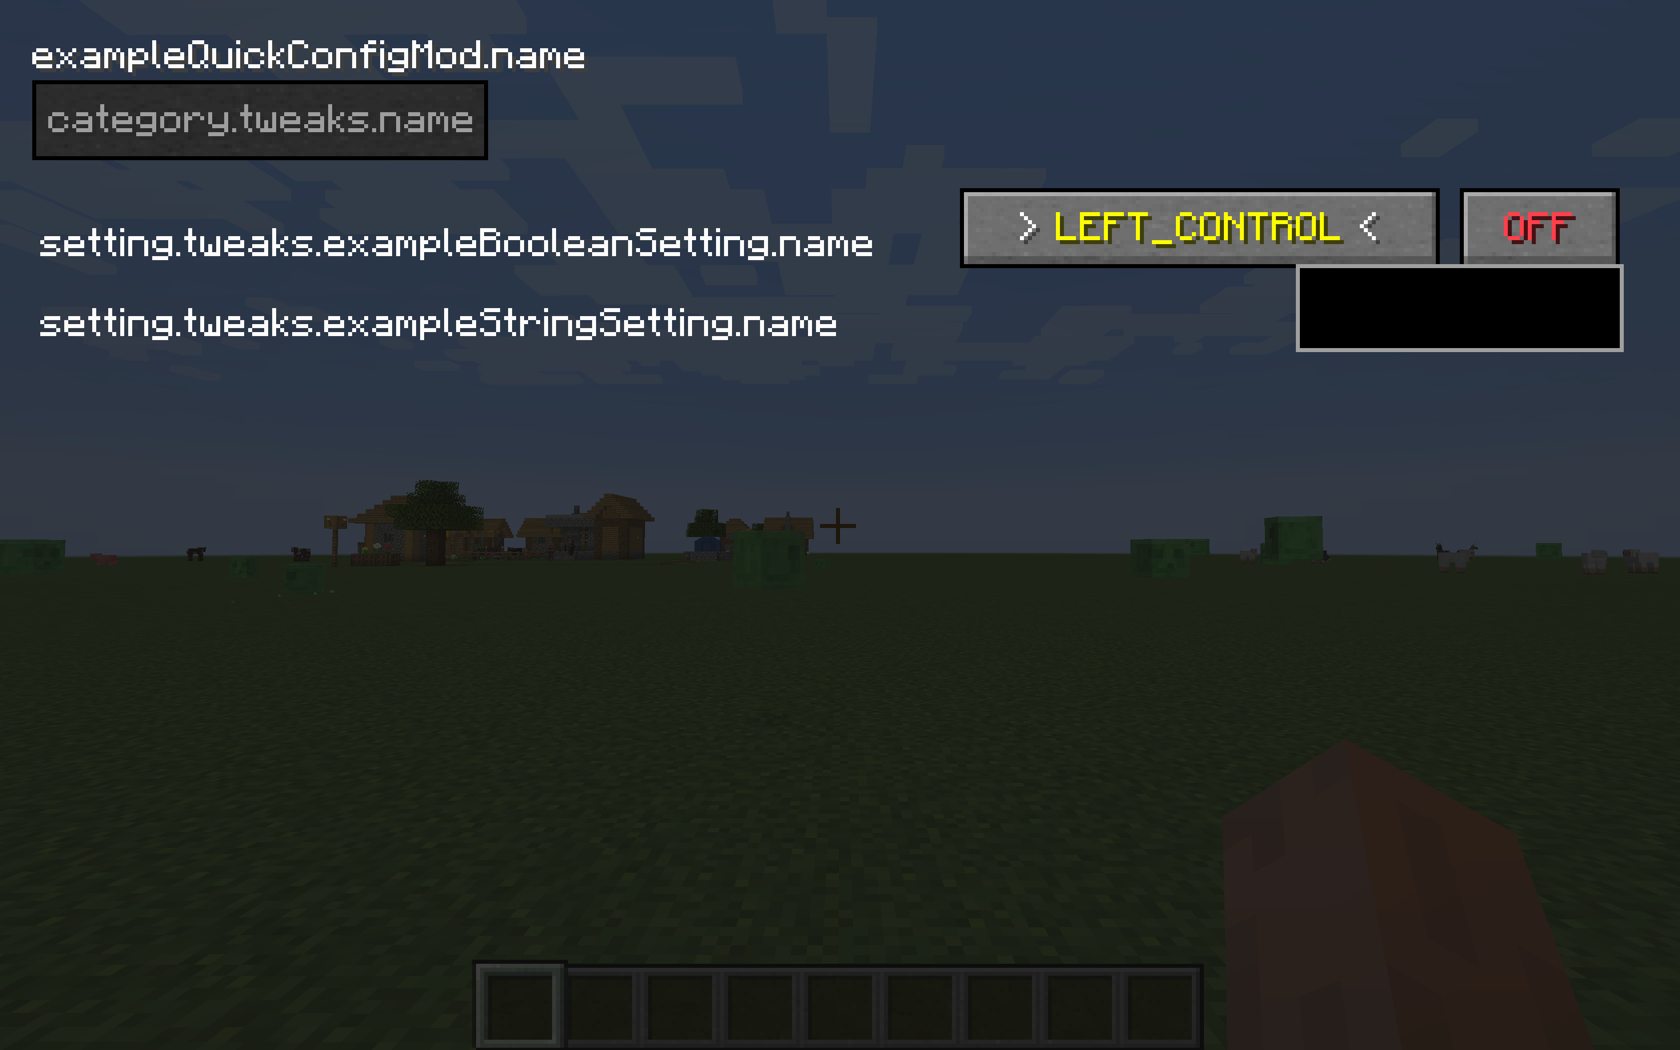 exampleQuickConfigMod.name
category.tweaks.name
setting.tweaks.exampleBooleanSetting.name > LEFT_CONTROL < OFF
setting.tweaks.exampleStringSetting.name